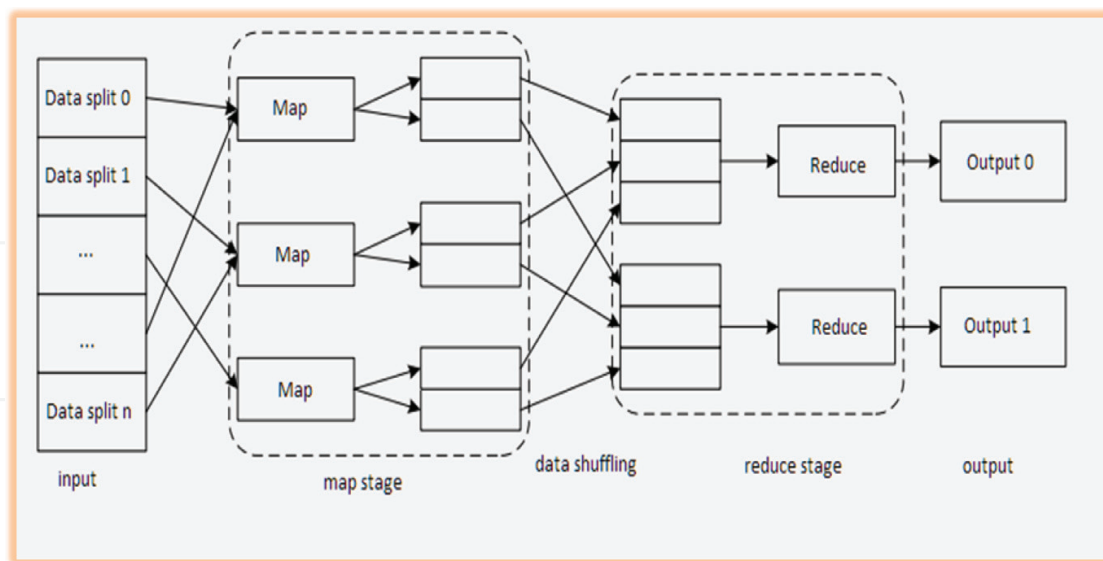 Data split 0
Data split 1
...
...
Data split n
input
Map
Map
Map
map stage
data shuffling
Reduce
Reduce
reduce stage
Output 0
Output 1
output